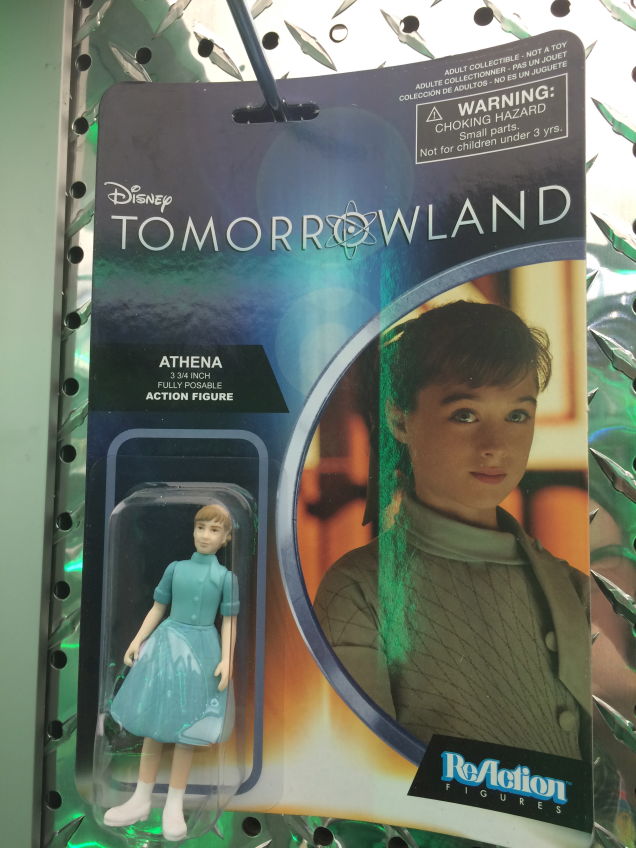 ADULT COLLECTIBLE - NOT A TOY
ADULTE COLLECTIONNER - PAS UN JOUET
COLECCIÓN DE ADULTOS - NO ES UN JUGUETE
WARNING:
CHOKING HAZARD
Small parts.
Not for children under 3 yrs.
Disney
TOMORROWLAND
ATHENA
3 3/4 INCH
FULLY POSABLE
ACTION FIGURE
ReAction
FIGURES